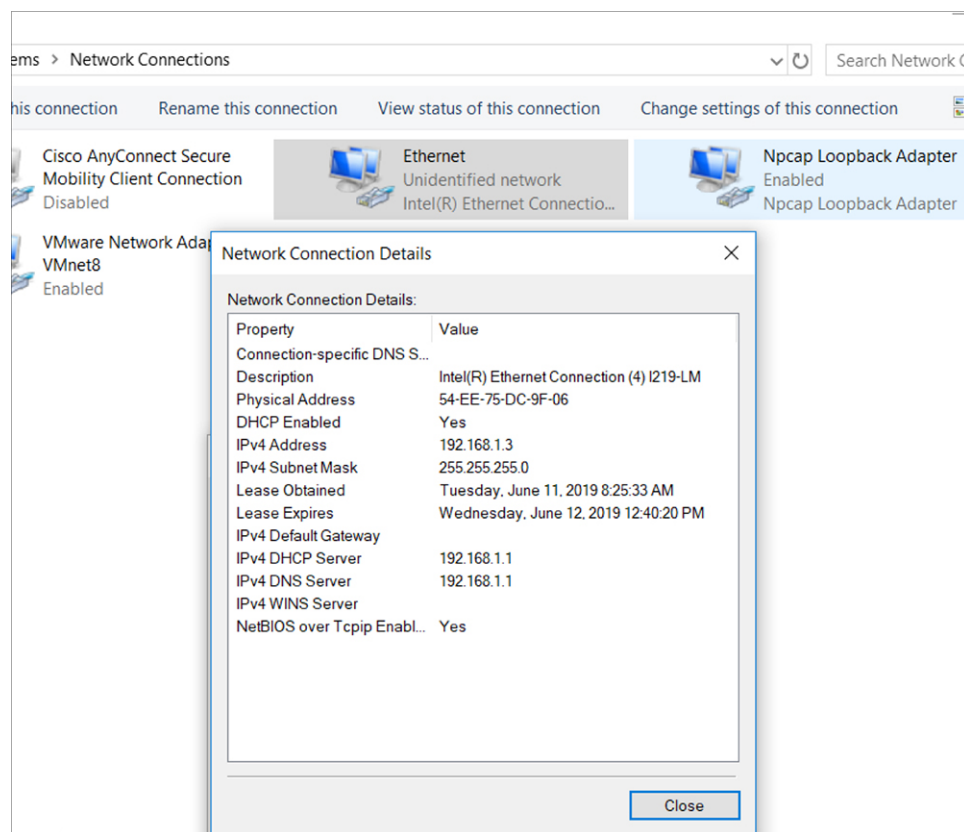 ems > Network Connections
Search Network
his connection Rename this connection View status of this connection Change settings of this connection
Cisco AnyConnect Secure
Mobility Client Connection
Disabled
Ethernet
Unidentified network
Intel(R) Ethernet Connectio...
Npcap Loopback Adapter
Enabled
Npcap Loopback Adapter
VMware Network Adap
VMnet8
Enabled
Network Connection Details
Network Connection Details:
Property Value
Connection-specific DNS S...
Description Intel(R) Ethernet Connection (4) I219-LM
Physical Address 54-EE-75-DC-9F-06
DHCP Enabled Yes
IPv4 Address 192.168.1.3
IPv4 Subnet Mask 255.255.255.0
Lease Obtained Tuesday, June 11, 2019 8:25:33 AM
Lease Expires Wednesday, June 12, 2019 12:40:20 PM
IPv4 Default Gateway
IPv4 DHCP Server 192.168.1.1
IPv4 DNS Server 192.168.1.1
IPv4 WINS Server
NetBIOS over Tcpip Enabl... Yes
Close